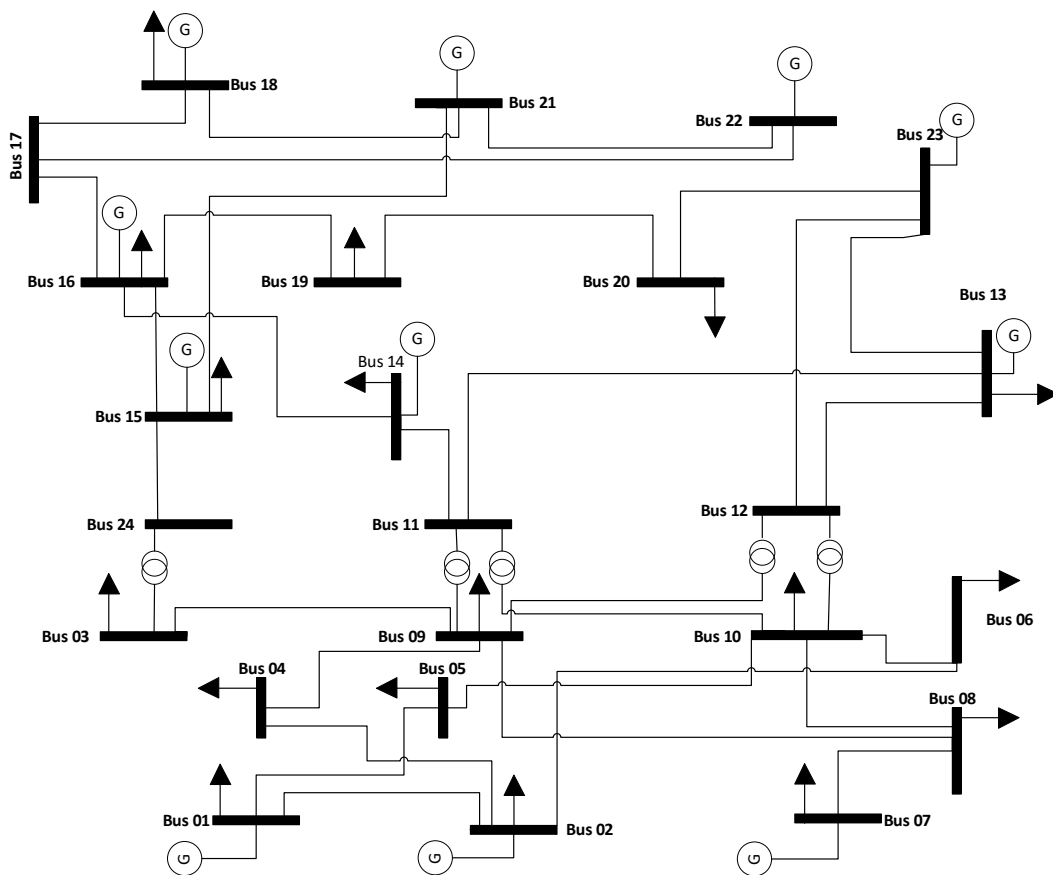 G
G
G
G
Bus 18
Bus 21
Bus 22
G
Bus 23
Bus 17
G
Bus 16
Bus 19
Bus 20
Bus 13
G
G
G
Bus 14
Bus 15
Bus 24
Bus 11
Bus 12
Bus 03
Bus 09
Bus 10
Bus 06
Bus 04
Bus 05
Bus 08
Bus 01
Bus 02
Bus 07
G
G
G